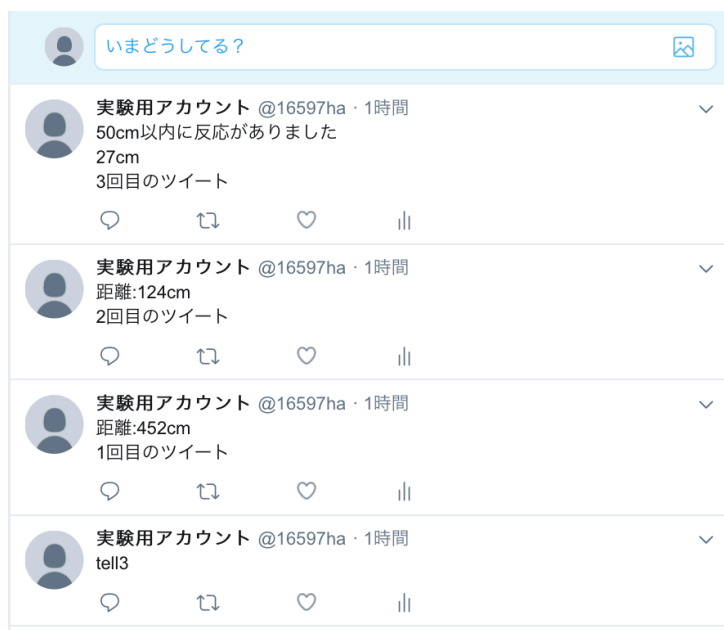 いまどうしてる？
実験用アカウント @16597ha · 1時間
50cm以内に反応がありました
27cm
3回目のツイート
実験用アカウント @16597ha · 1時間
距離:124cm
2回目のツイート
実験用アカウント @16597ha · 1時間
距離:452cm
1回目のツイート
実験用アカウント @16597ha · 1時間
tell3